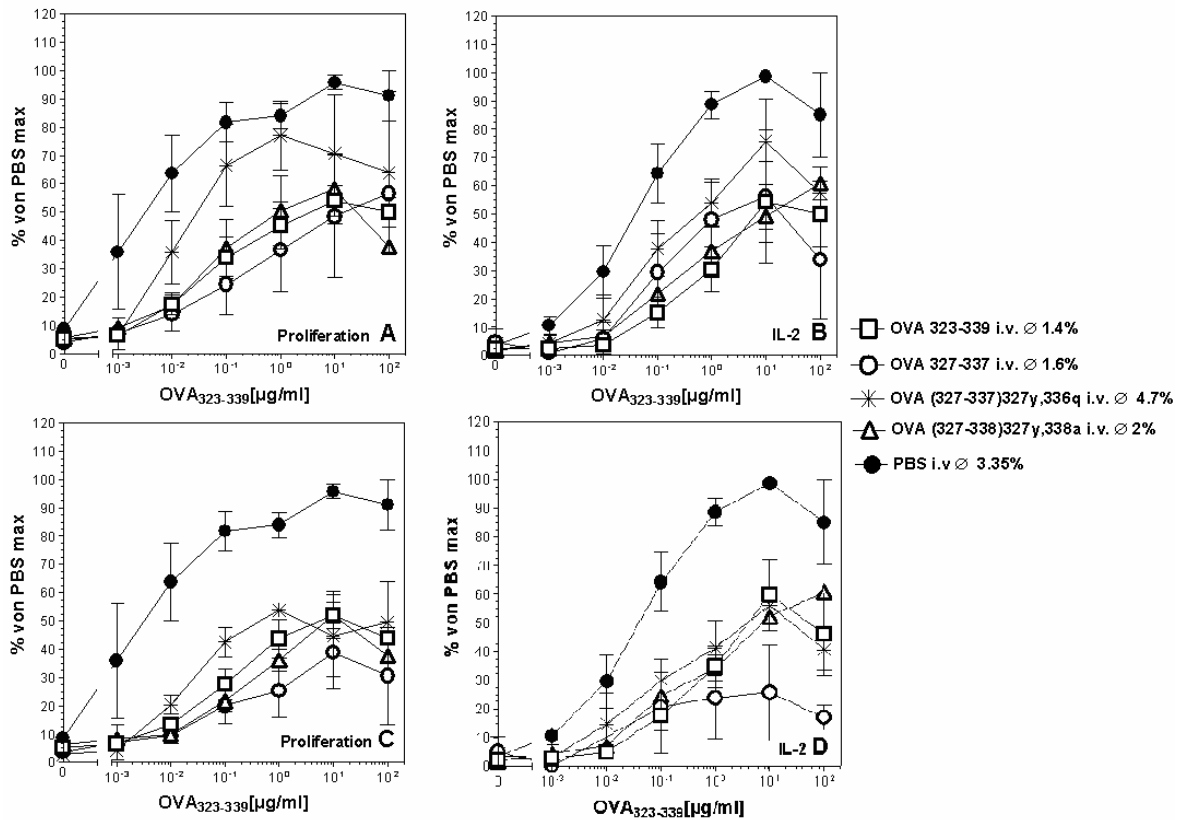 120
110
100
90
80
70
60
50
40
30
20
10
0
% von PBS max
Proliferation A
0 10⁻³ 10⁻² 10⁻¹ 10⁰ 10¹ 10²
OVA₃₂₃₋₃₃₉[µg/ml]
120
110
100
90
80
70
60
50
40
30
20
10
0
% von PBS max
IL-2 B
0 10⁻³ 10⁻² 10⁻¹ 10⁰ 10¹ 10²
OVA₃₂₃₋₃₃₉[µg/ml]
OVA 323-339 i.v. ∅ 1.4%
OVA 327-337 i.v. ∅ 1.6%
OVA (327-337)327y,336q i.v. ∅ 4.7%
OVA (327-338)327y,338a i.v. ∅ 2%
PBS i.v ∅ 3.35%
120
110
100
90
80
70
60
50
40
30
20
10
0
% von PBS max
Proliferation C
0 10⁻³ 10⁻² 10⁻¹ 10⁰ 10¹ 10²
OVA₃₂₃₋₃₃₉[µg/ml]
120
110
100
90
80
70
60
50
40
30
20
10
0
% von PBS max
IL-2 D
10⁻² 10⁻¹ 10¹ 10²
OVA₃₂₃₋₃₃₉[µg/ml]